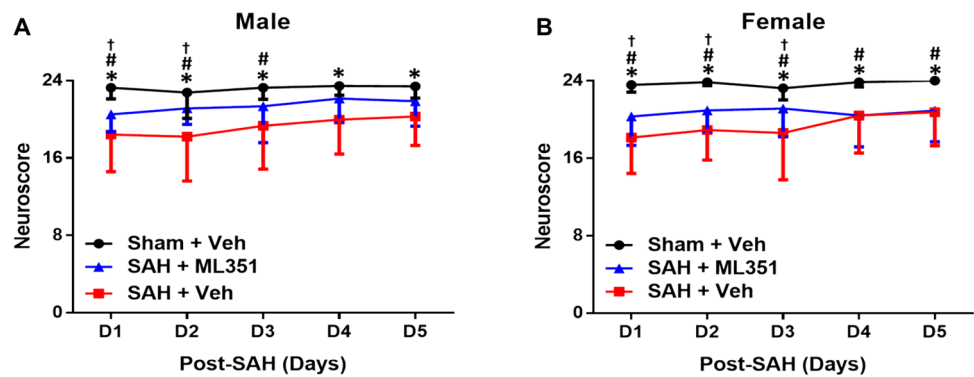 A
Male
†
†
#
#
#
*
*
*
*
*
24
16
8
0
Neuroscore
Sham + Veh
SAH + ML351
SAH + Veh
D1
D2
D3
D4
D5
Post-SAH (Days)
B
Female
†
†
†
#
#
#
#
#
*
*
*
*
*
24
16
8
0
Neuroscore
Sham + Veh
SAH + ML351
SAH + Veh
D1
D2
D3
D4
D5
Post-SAH (Days)